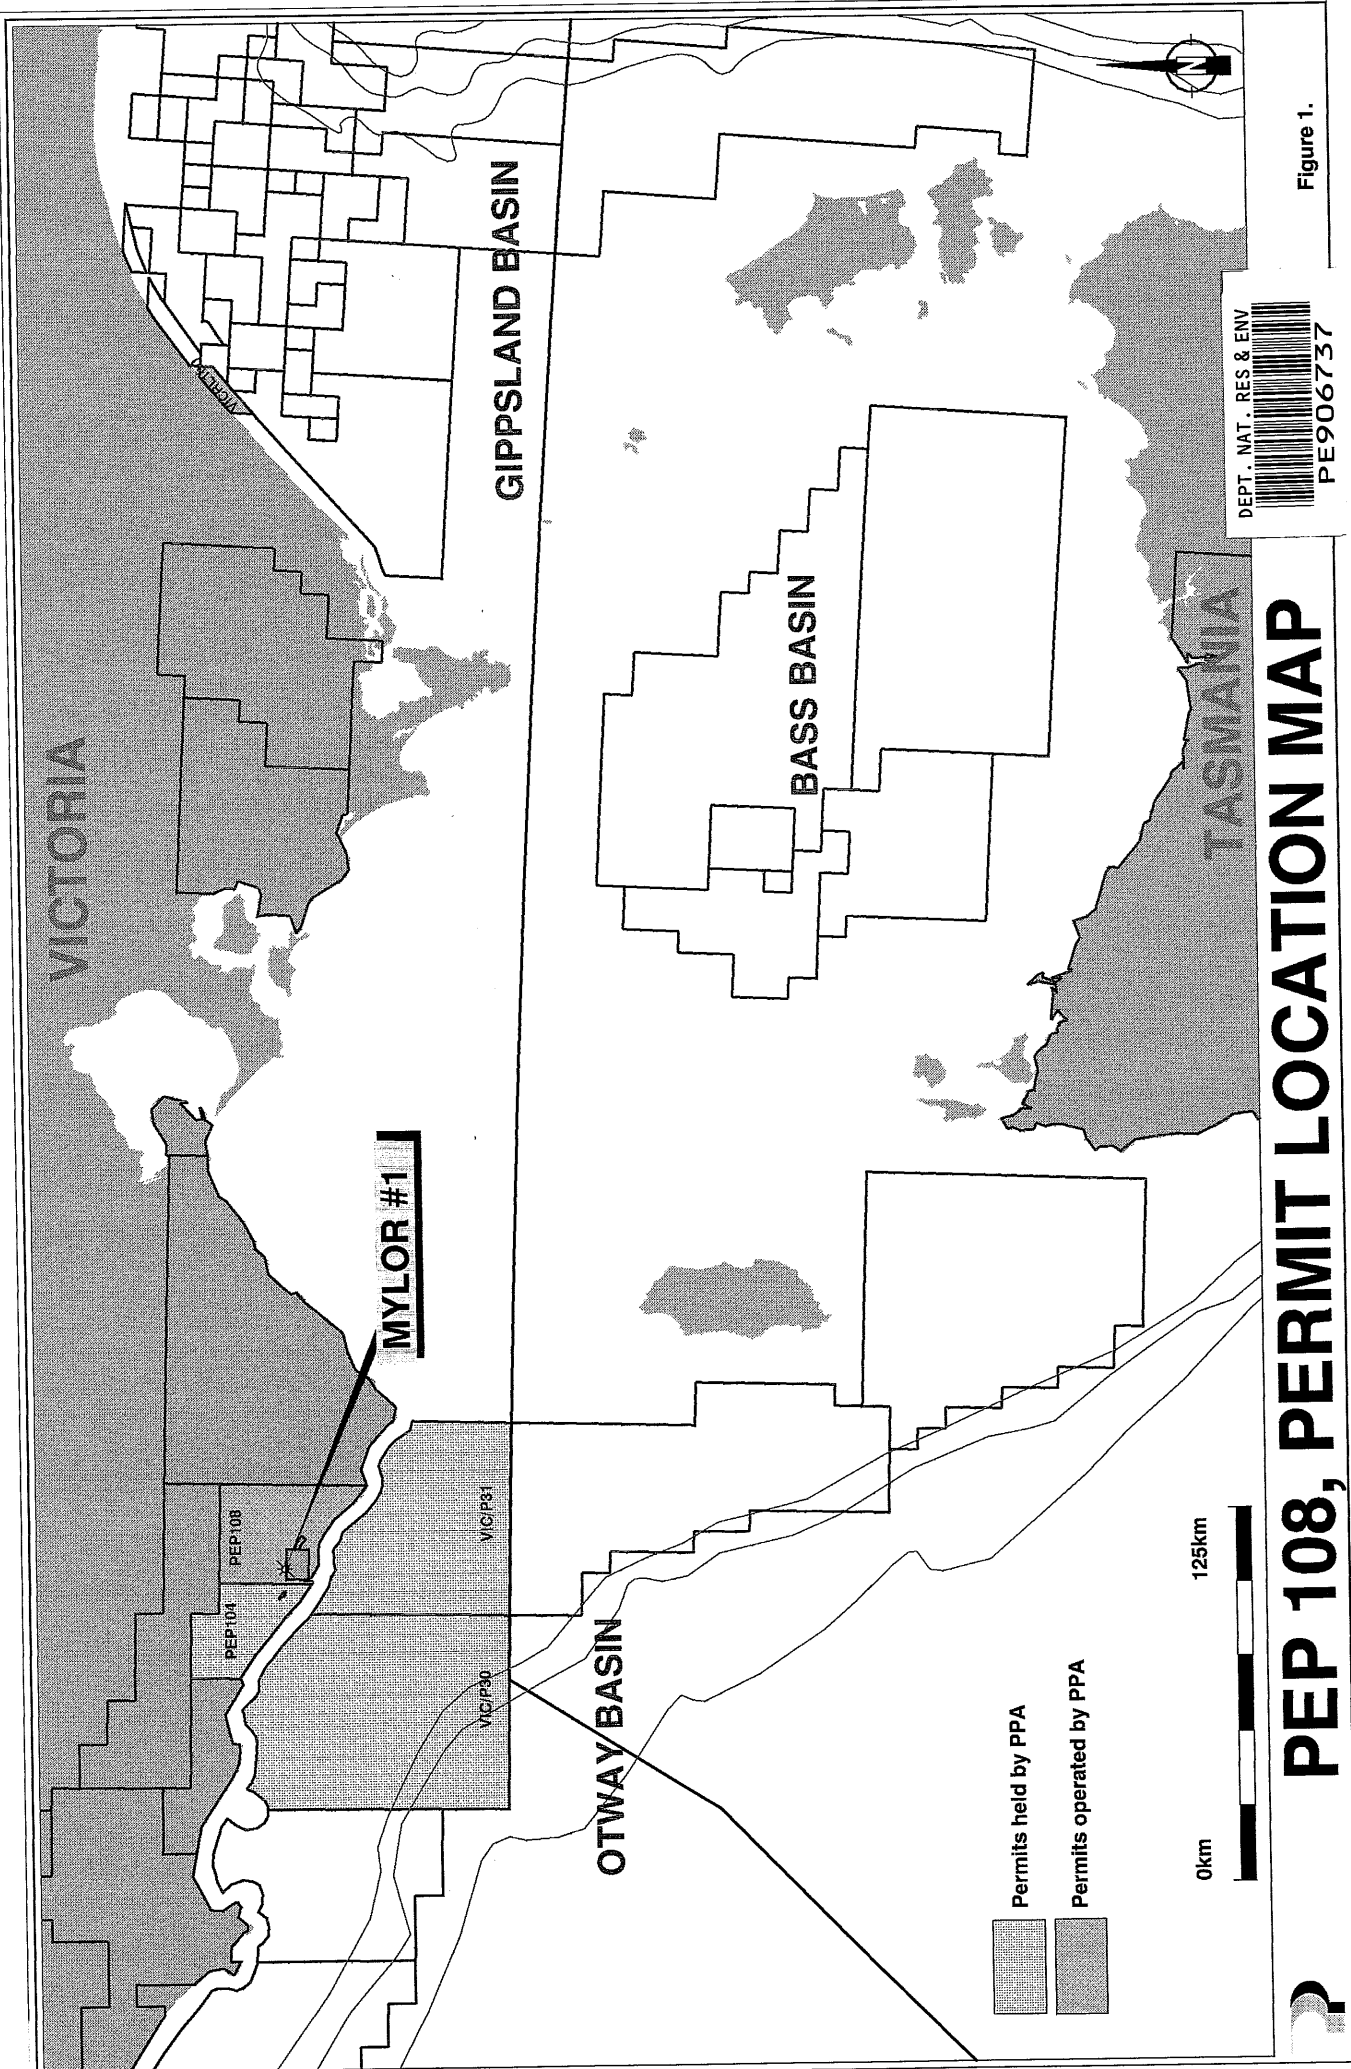 VICTORIA
GIPPSLAND BASIN
MYLOR #1
PEP108
PEP104
VIC/P31
VIC/P30
BASS BASIN
OTWAY BASIN
TASMANIA
N
Permits held by PPA
Permits operated by PPA
0km
125km
DEPT. NAT. RES & ENV
PE906737
Figure 1.
PEP 108, PERMIT LOCATION MAP